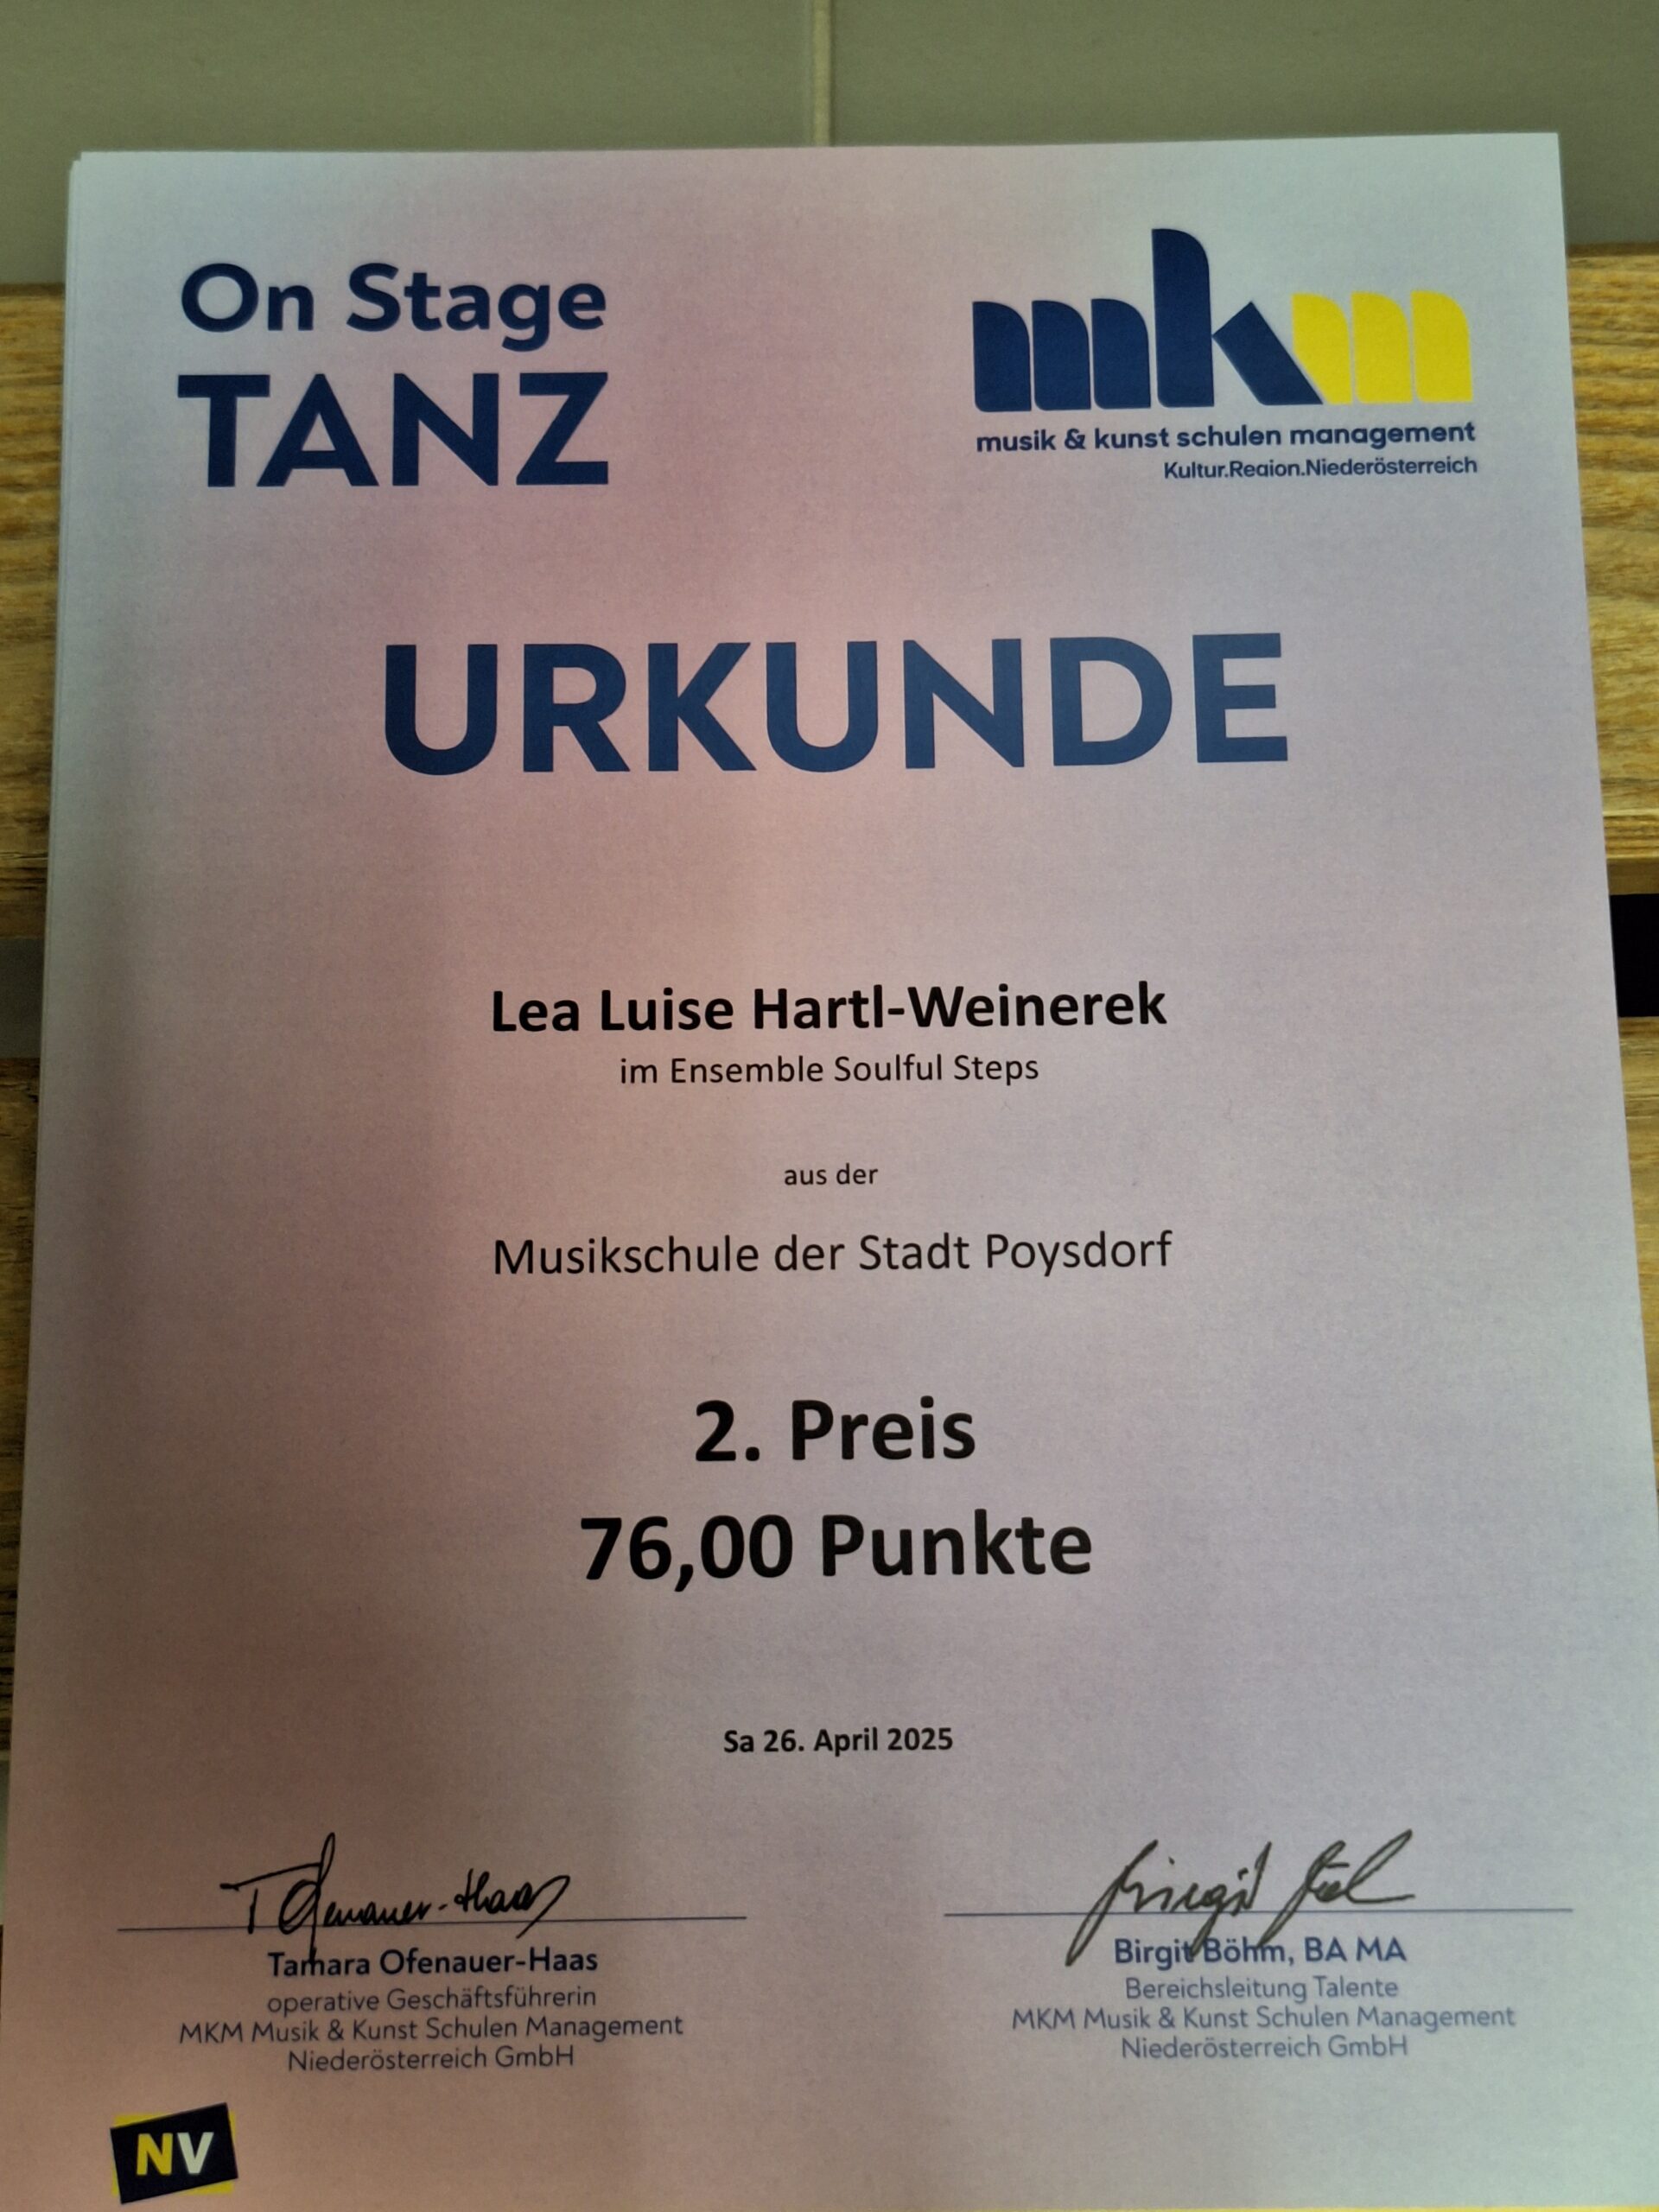 On Stage
TANZ
mkm
musik & kunst schulen management
Kultur.Region.Niederösterreich
URKUNDE
Lea Luise Hartl-Weinerek
im Ensemble Soulful Steps
aus der
Musikschule der Stadt Poysdorf
2. Preis
76,00 Punkte
Sa 26. April 2025
T Ofenauer-Haas
Tamara Ofenauer-Haas
operative Geschäftsführerin
MKM Musik & Kunst Schulen Management
Niederösterreich GmbH
Birgit Böhm, BA MA
Bereichsleitung Talente
MKM Musik & Kunst Schulen Management
Niederösterreich GmbH
NV